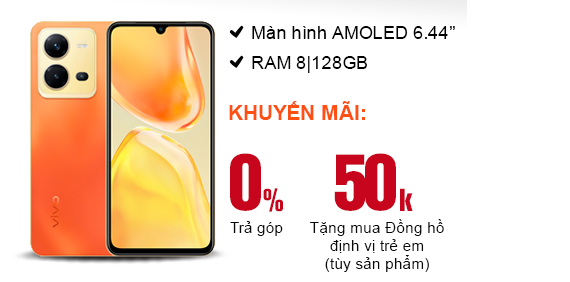 Màn hình AMOLED 6.44”
RAM 8|128GB
KHUYẾN MÃI:
0%
Trả góp
50k
Tặng mua Đồng hồ
định vị trẻ em
(tùy sản phẩm)
vivo